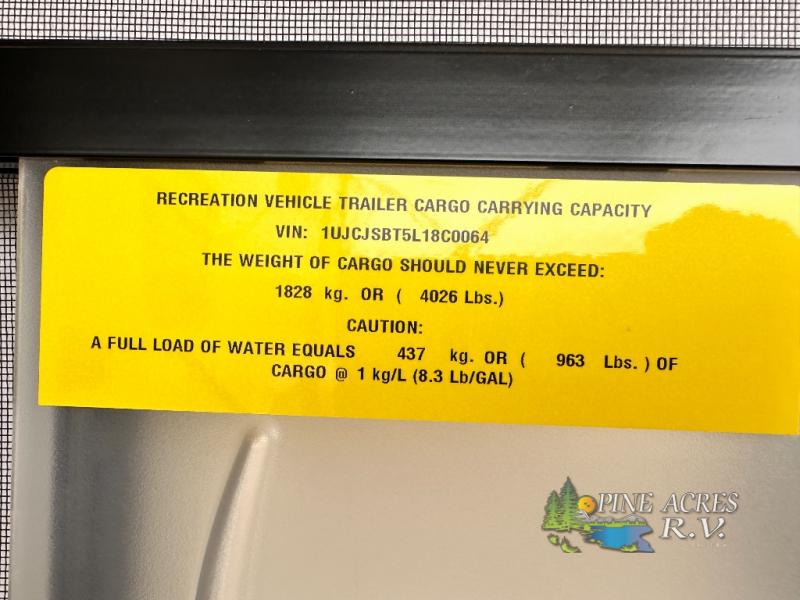 RECREATION VEHICLE TRAILER CARGO CARRYING CAPACITY
VIN: 1UJCJSBT5L18C0064
THE WEIGHT OF CARGO SHOULD NEVER EXCEED:
1828 kg. OR ( 4026 Lbs.)
CAUTION:
A FULL LOAD OF WATER EQUALS 437 kg. OR ( 963 Lbs. ) OF
CARGO @ 1 kg/L (8.3 Lb/GAL)
PINE ACRES
R.V.